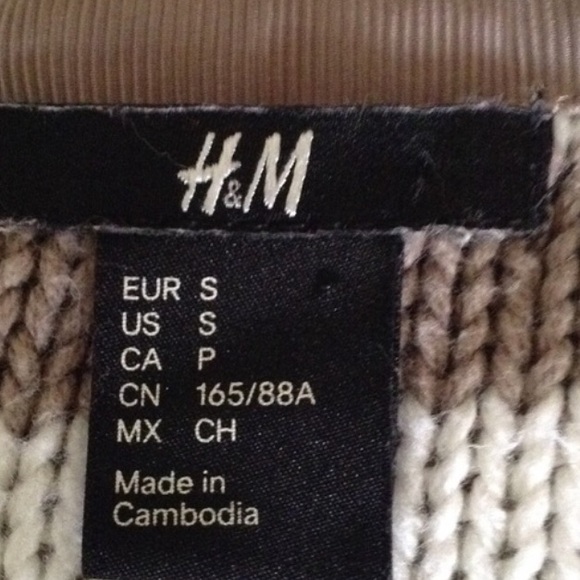 H&M
EUR S
US S
CA P
CN 165/88A
MX CH
Made in
Cambodia